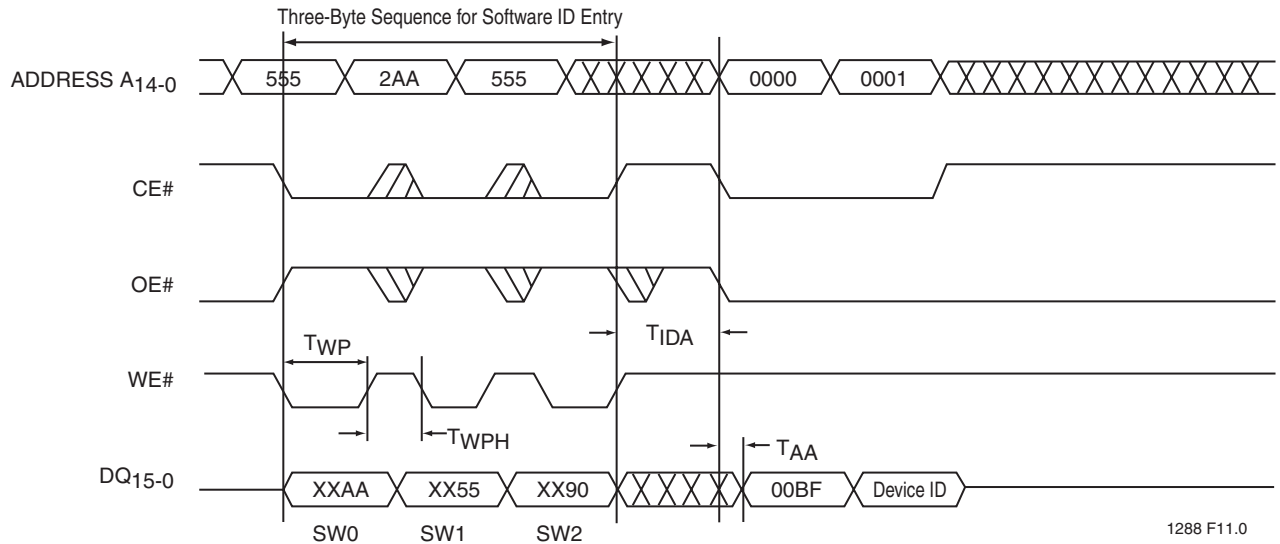 Three-Byte Sequence for Software ID Entry
ADDRESS A14-0
555 2AA 555 0000 0001
CE#
OE#
TIDA
TWP
WE#
TWPH
TAA
DQ15-0
XXAA XX55 XX90 00BF Device ID
SW0 SW1 SW2
1288 F11.0